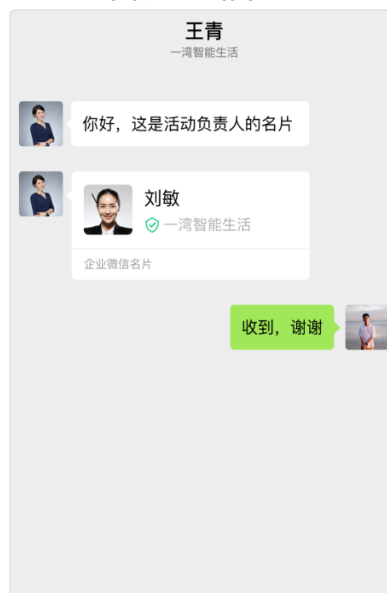 王青
一湾智能生活
你好，这是活动负责人的名片
刘敏
一湾智能生活
企业微信名片
收到，谢谢